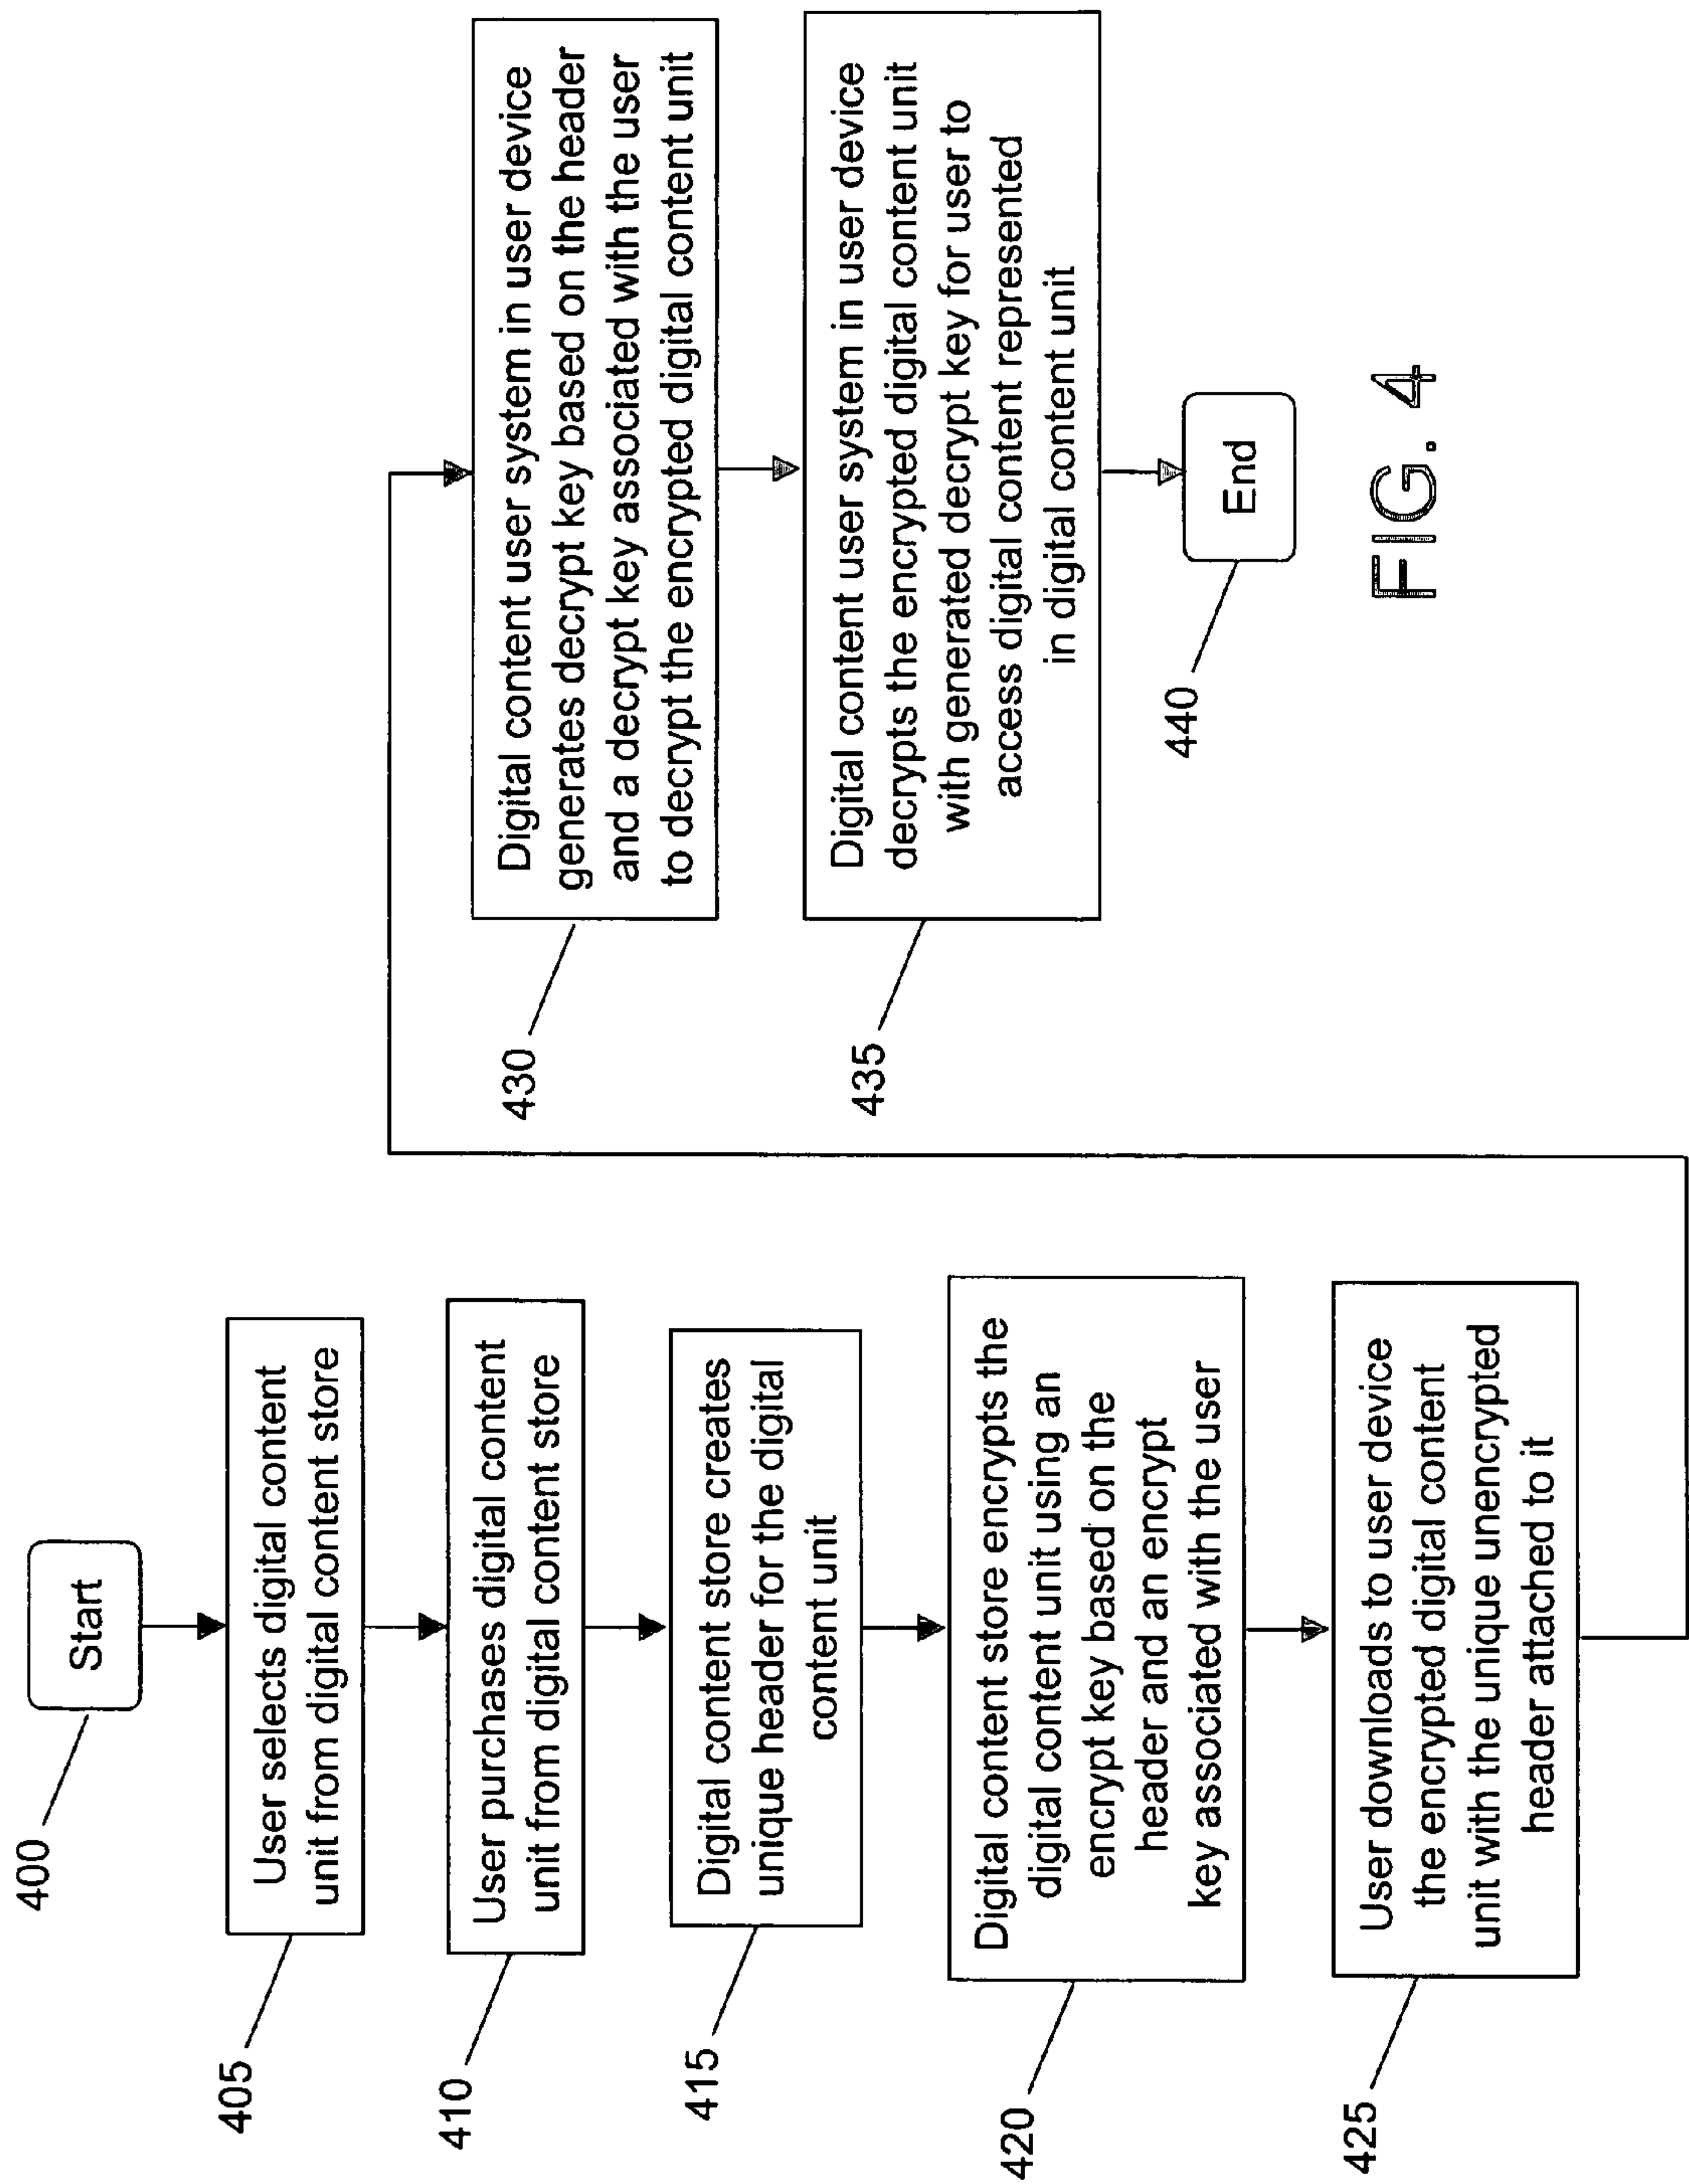 400
Start
405
User selects digital content
unit from digital content store
410
User purchases digital content
unit from digital content store
415
Digital content store creates
unique header for the digital
content unit
420
Digital content store encrypts the
digital content unit using an
encrypt key based on the
header and an encrypt
key associated with the user
425
User downloads to user device
the encrypted digital content
unit with the unique unencrypted
header attached to it
430
Digital content user system in user device
generates decrypt key based on the header
and a decrypt key associated with the user
to decrypt the encrypted digital content unit
435
Digital content user system in user device
decrypts the encrypted digital content unit
with generated decrypt key for user to
access digital content represented
in digital content unit
440
End
FIG. 4